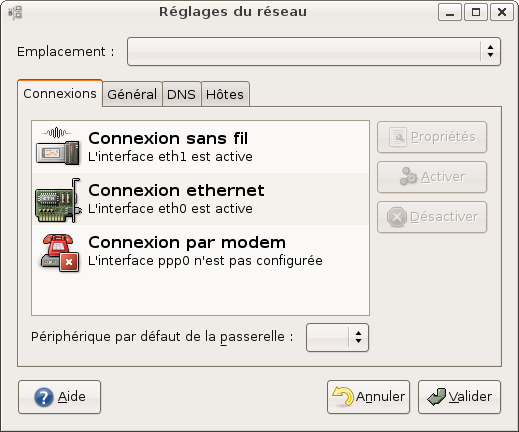 Réglages du réseau
Emplacement :
Connexions Général DNS Hôtes
Connexion sans fil
L'interface eth1 est active
Connexion ethernet
L'interface eth0 est active
Connexion par modem
L'interface ppp0 n'est pas configurée
Propriétés
Activer
Désactiver
Périphérique par défaut de la passerelle :
Aide
Annuler
Valider